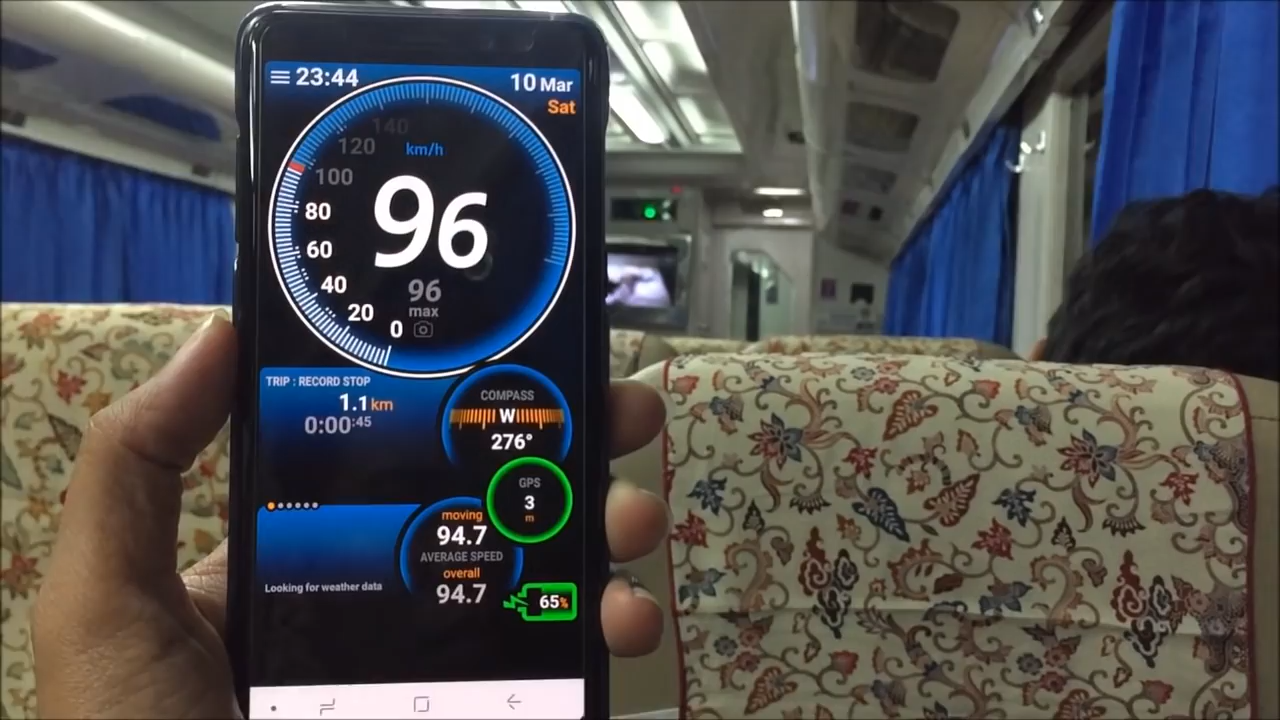 23:44
10 Mar
Sat
140
120
km/h
100
96
80
60
40
96
20
max
0
TRIP : RECORD STOP
1.1 km
0:00:45
COMPASS
W
276°
GPS
3
m
moving
94.7
AVERAGE SPEED
overall
94.7
Looking for weather data
65%